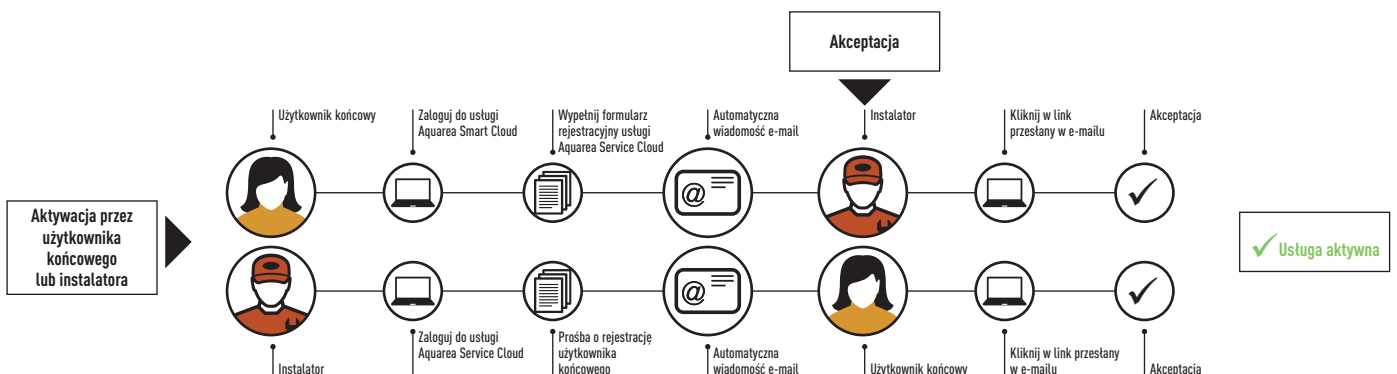 Akceptacja
Użytkownik końcowy
Zaloguj do usługi
Aquarea Smart Cloud
Wypełnij formularz
rejestracyjny usługi
Aquarea Service Cloud
Automatyczna
wiadomość e-mail
Instalator
Kliknij w link
przesłany w e-mailu
Akceptacja
Aktywacja przez
użytkownika
końcowego
lub instalatora
@
@
✓ Usługa aktywna
Instalator
Zaloguj do usługi
Aquarea Service Cloud
Prośba o rejestrację
użytkownika
końcowego
Automatyczna
wiadomość e-mail
Użytkownik końcowy
Kliknij w link przesłany
w e-mailu
Akceptacja